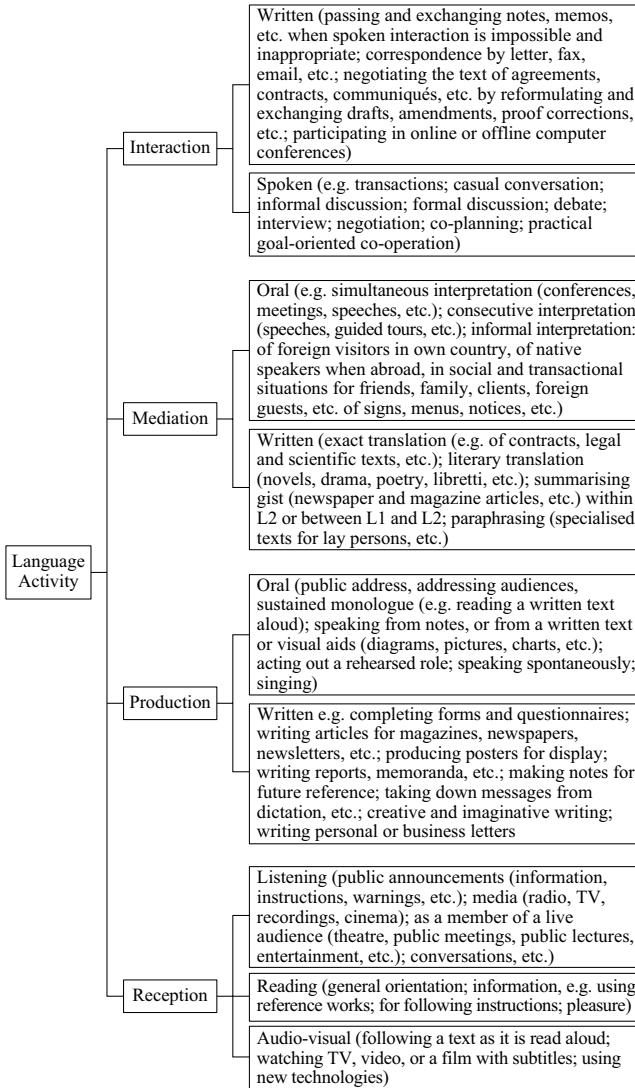 Written (passing and exchanging notes, memos,
etc. when spoken interaction is impossible and
inappropriate; correspondence by letter, fax,
email, etc.; negotiating the text of agreements,
contracts, communiqués, etc. by reformulating and
exchanging drafts, amendments, proof corrections,
etc.; participating in online or offline computer
conferences)
Interaction
Spoken (e.g. transactions; casual conversation;
informal discussion; formal discussion; debate;
interview; negotiation; co-planning; practical
goal-oriented co-operation)
Oral (e.g. simultaneous interpretation (conferences,
meetings, speeches, etc.); consecutive interpretation
(speeches, guided tours, etc.); informal interpretation:
of foreign visitors in own country, of native
speakers when abroad, in social and transactional
situations for friends, family, clients, foreign
guests, etc. of signs, menus, notices, etc.)
Mediation
Written (exact translation (e.g. of contracts, legal
and scientific texts, etc.); literary translation
(novels, drama, poetry, libretti, etc.); summarising
gist (newspaper and magazine articles, etc.) within
L2 or between L1 and L2; paraphrasing (specialised
texts for lay persons, etc.)
Language
Activity
Oral (public address, addressing audiences,
sustained monologue (e.g. reading a written text
aloud); speaking from notes, or from a written text
or visual aids (diagrams, pictures, charts, etc.);
acting out a rehearsed role; speaking spontaneously;
singing)
Production
Written e.g. completing forms and questionnaires;
writing articles for magazines, newspapers,
newsletters, etc.; producing posters for display;
writing reports, memoranda, etc.; making notes for
future reference; taking down messages from
dictation, etc.; creative and imaginative writing;
writing personal or business letters
Listening (public announcements (information,
instructions, warnings, etc.); media (radio, TV,
recordings, cinema); as a member of a live
audience (theatre, public meetings, public lectures,
entertainment, etc.); conversations, etc.)
Reception
Reading (general orientation; information, e.g. using
reference works; for following instructions; pleasure)
Audio-visual (following a text as it is read aloud;
watching TV, video, or a film with subtitles; using
new technologies)